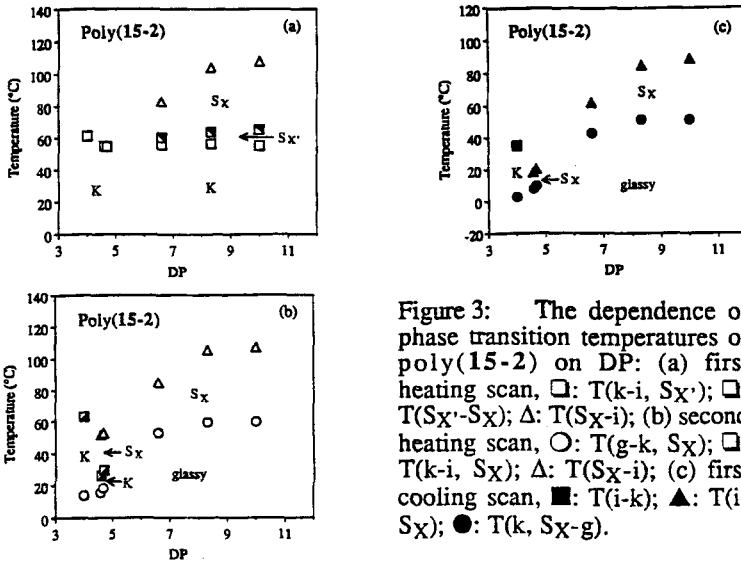 Poly(15-2) (a)
140
120
100
80
60
40
20
0
Temperature (°C)
SX
SX'
K K
3 5 7 9 11
DP
Poly(15-2) (c)
120
100
80
60
40
20
0
-20
Temperature (°C)
SX
K SX
glassy
3 5 7 9 11
DP
Poly(15-2) (b)
140
120
100
80
60
40
20
0
Temperature (°C)
SX
K SX
K
glassy
3 5 7 9 11
DP
Figure 3: The dependence o
phase transition temperatures o
poly(15-2) on DP: (a) firs
heating scan, □: T(k-i, SX'); □
T(SX'-SX); Δ: T(SX-i); (b) second
heating scan, ○: T(g-k, SX); □
T(k-i, SX); Δ: T(SX-i); (c) firs
cooling scan, ■: T(i-k); ▲: T(i
SX); ●: T(k, SX-g).